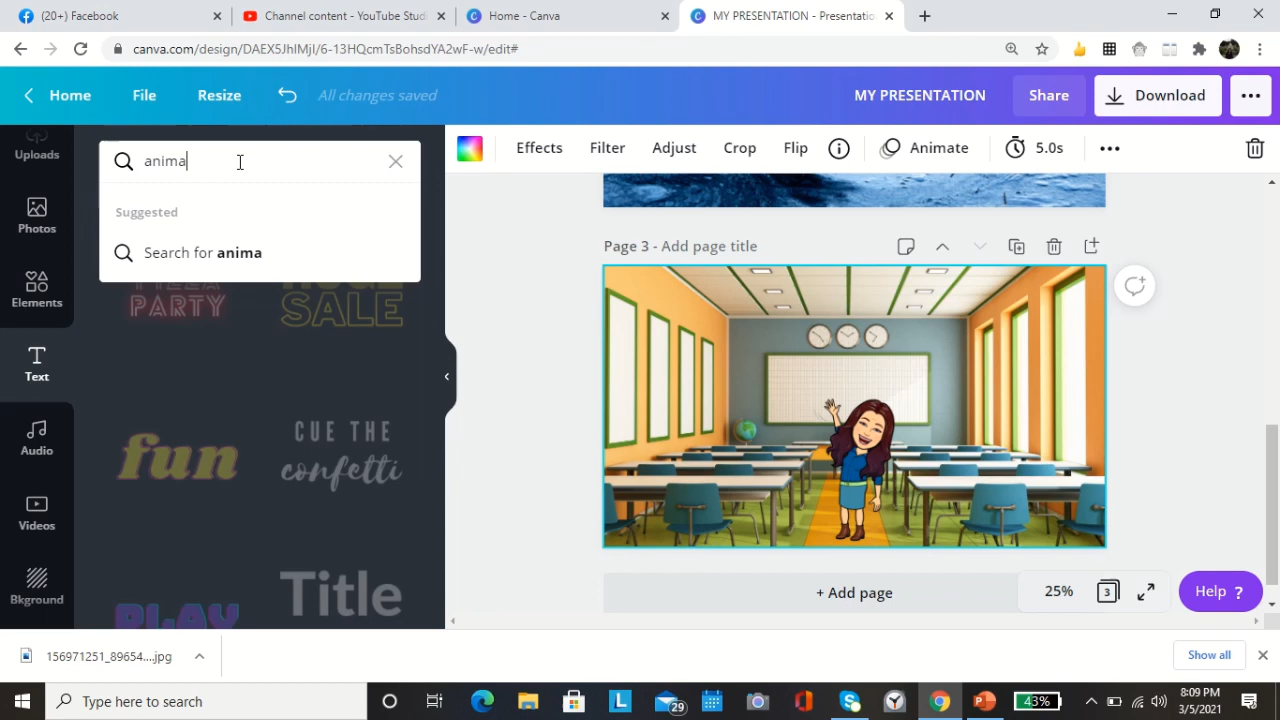 (20+) Facebook
Channel content - YouTube Studi
Home - Canva
MY PRESENTATION - Presentatio
canva.com/design/DAEX5JhlMjI/6-13HQcmTsBohsdYA2wF-w/edit#
Home
File
Resize
All changes saved
MY PRESENTATION
Share
Download
Uploads
Photos
Elements
Text
Audio
Videos
Bkground
anima
Suggested
Search for anima
PARTY
SALE
fun
CUE THE
confetti
PLAY
Title
Effects
Filter
Adjust
Crop
Flip
Animate
5.0s
Page 3 - Add page title
+ Add page
25%
3
Help ?
156971251_89654....jpg
Show all
Type here to search
29
43%
8:09 PM
3/5/2021